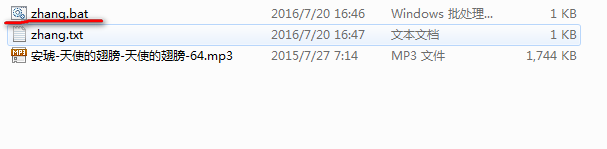 zhang.bat 2016/7/20 16:46 Windows 批处理... 1 KB
zhang.txt 2016/7/20 16:47 文本文档 1 KB
安琥-天使的翅膀-天使的翅膀-64.mp3 2015/7/27 7:14 MP3 文件 1,744 KB